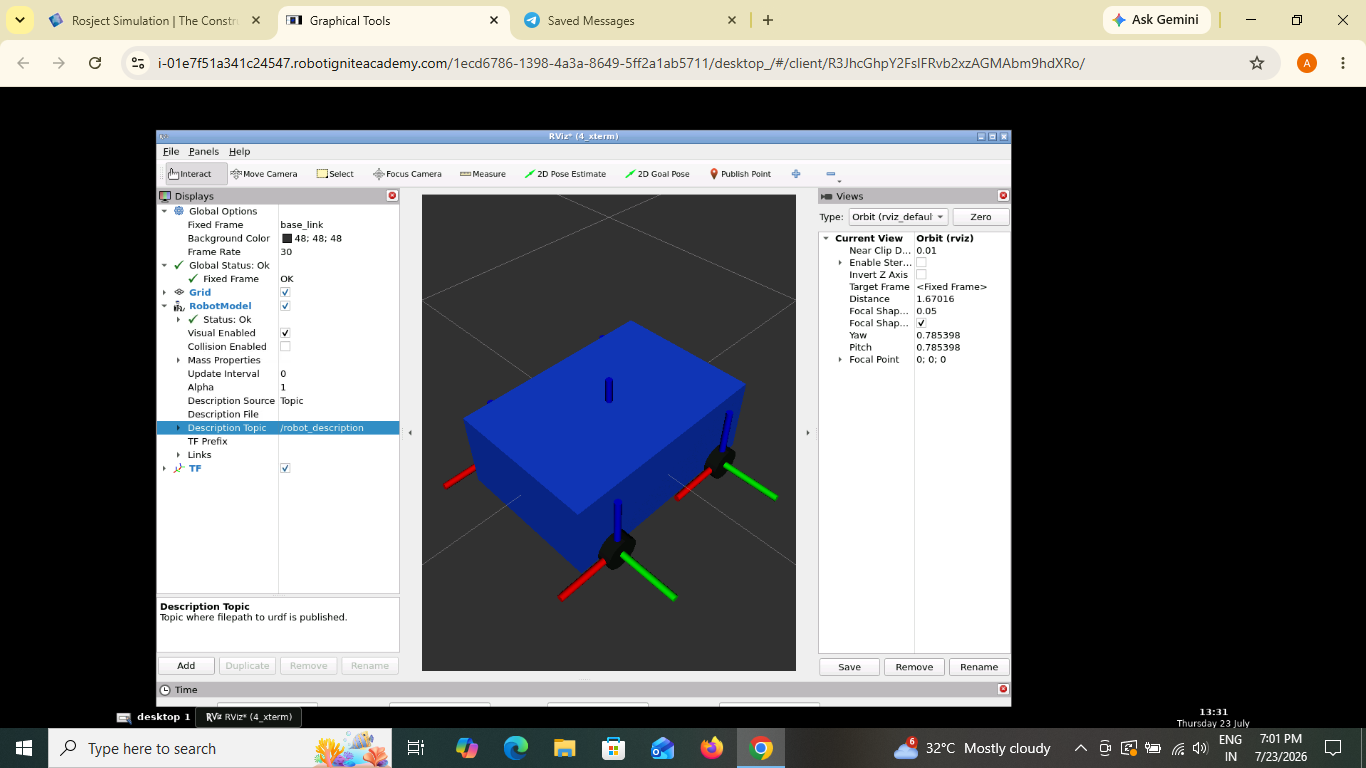 Rosject Simulation | The Constru
Graphical Tools
Saved Messages
Ask Gemini
i-01e7f51a341c24547.robotigniteacademy.com/1ecd6786-1398-4a3a-8649-5ff2a1ab5711/desktop_/#/client/R3JhcGhpY2FsIFRvb2xzAGMAbm9hdXRo/
A
RViz* (4_xterm)
File Panels Help
Interact Move Camera Select Focus Camera Measure 2D Pose Estimate 2D Goal Pose Publish Point
Displays
Global Options
Fixed Frame base_link
Background Color 48; 48; 48
Frame Rate 30
Global Status: Ok
Fixed Frame OK
Grid
RobotModel
Status: Ok
Visual Enabled
Collision Enabled
Mass Properties
Update Interval 0
Alpha 1
Description Source Topic
Description File
Description Topic /robot_description
TF Prefix
Links
TF
Description Topic
Topic where filepath to urdf is published.
Add Duplicate Remove Rename
Views
Type: Orbit (rviz_defaul Zero
Current View Orbit (rviz)
Near Clip D... 0.01
Enable Ster...
Invert Z Axis
Target Frame <Fixed Frame>
Distance 1.67016
Focal Shap... 0.05
Focal Shap...
Yaw 0.785398
Pitch 0.785398
Focal Point 0; 0; 0
Save Remove Rename
Time
desktop 1 RViz* (4_xterm)
13:31
Thursday 23 July
Type here to search
6
32°C Mostly cloudy
ENG
IN
7:01 PM
7/23/2026